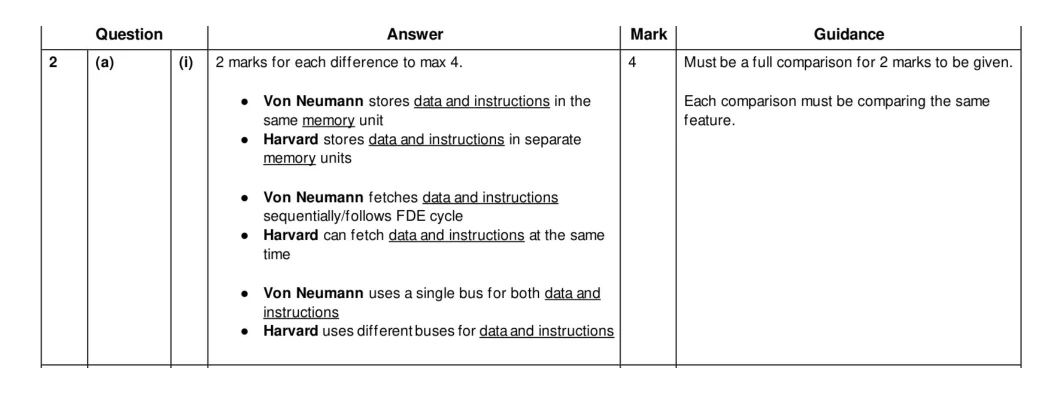 Question Answer Mark Guidance
2 (a) (i) 2 marks for each difference to max 4. 4 Must be a full comparison for 2 marks to be given.
● Von Neumann stores data and instructions in the
same memory unit
● Harvard stores data and instructions in separate
memory units
Each comparison must be comparing the same
feature.
● Von Neumann fetches data and instructions
sequentially/follows FDE cycle
● Harvard can fetch data and instructions at the same
time
● Von Neumann uses a single bus for both data and
instructions
● Harvard uses different buses for data and instructions